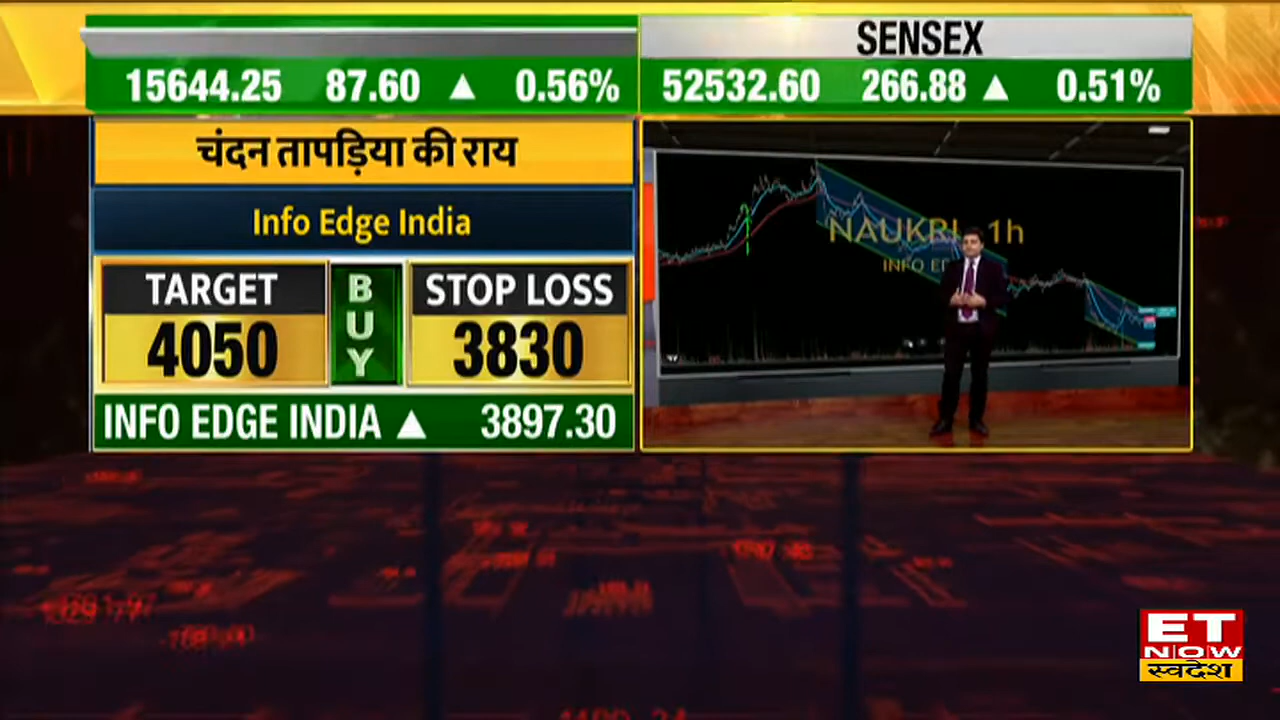 SENSEX
15644.25 87.60 ▲ 0.56%
52532.60 266.88 ▲ 0.51%
चंदन तापड़िया की राय
Info Edge India
TARGET
4050
BUY
STOP LOSS
3830
INFO EDGE INDIA ▲ 3897.30
NAUKRI 1h
INFO
ET
NOW
स्वदेश